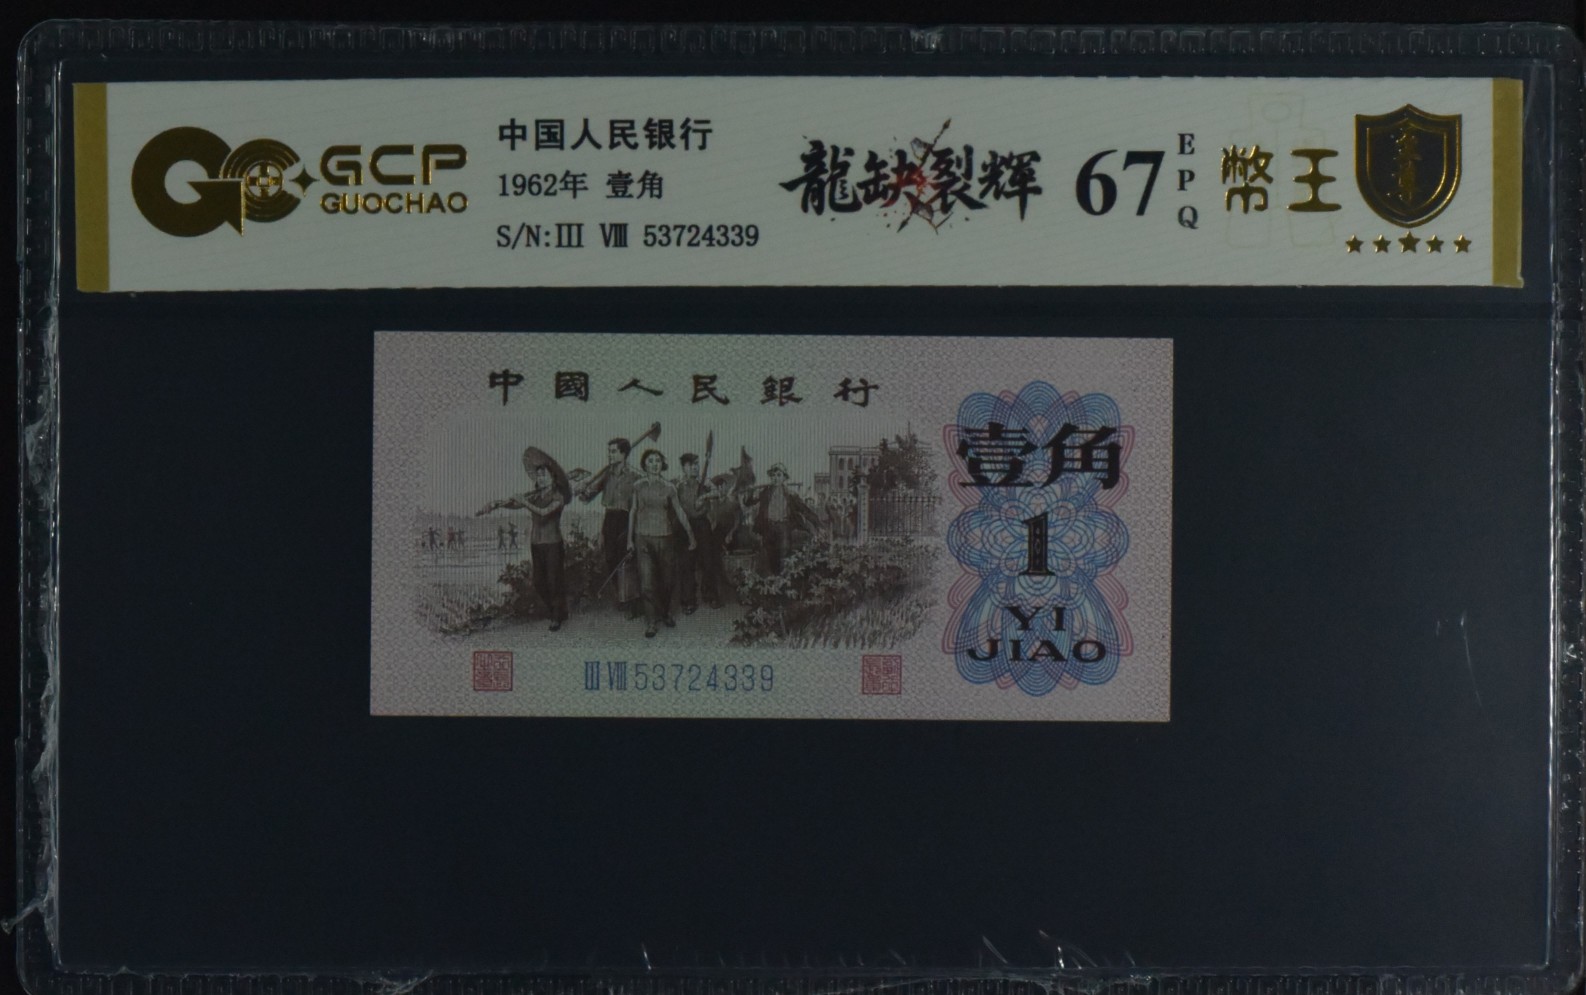 GCP
GUOCHAO
中国人民银行
1962年 壹角
S/N:III VIII 53724339
龍缺裂辉
67
EPQ
幣王
中國人民銀行
壹角
1
YI
JIAO
III VIII 53724339